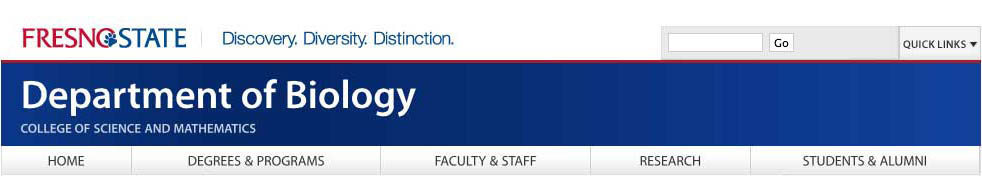 FRESNO STATE Discovery. Diversity. Distinction.
Go
QUICK LINKS
Department of Biology
COLLEGE OF SCIENCE AND MATHEMATICS
HOME DEGREES & PROGRAMS FACULTY & STAFF RESEARCH STUDENTS & ALUMNI